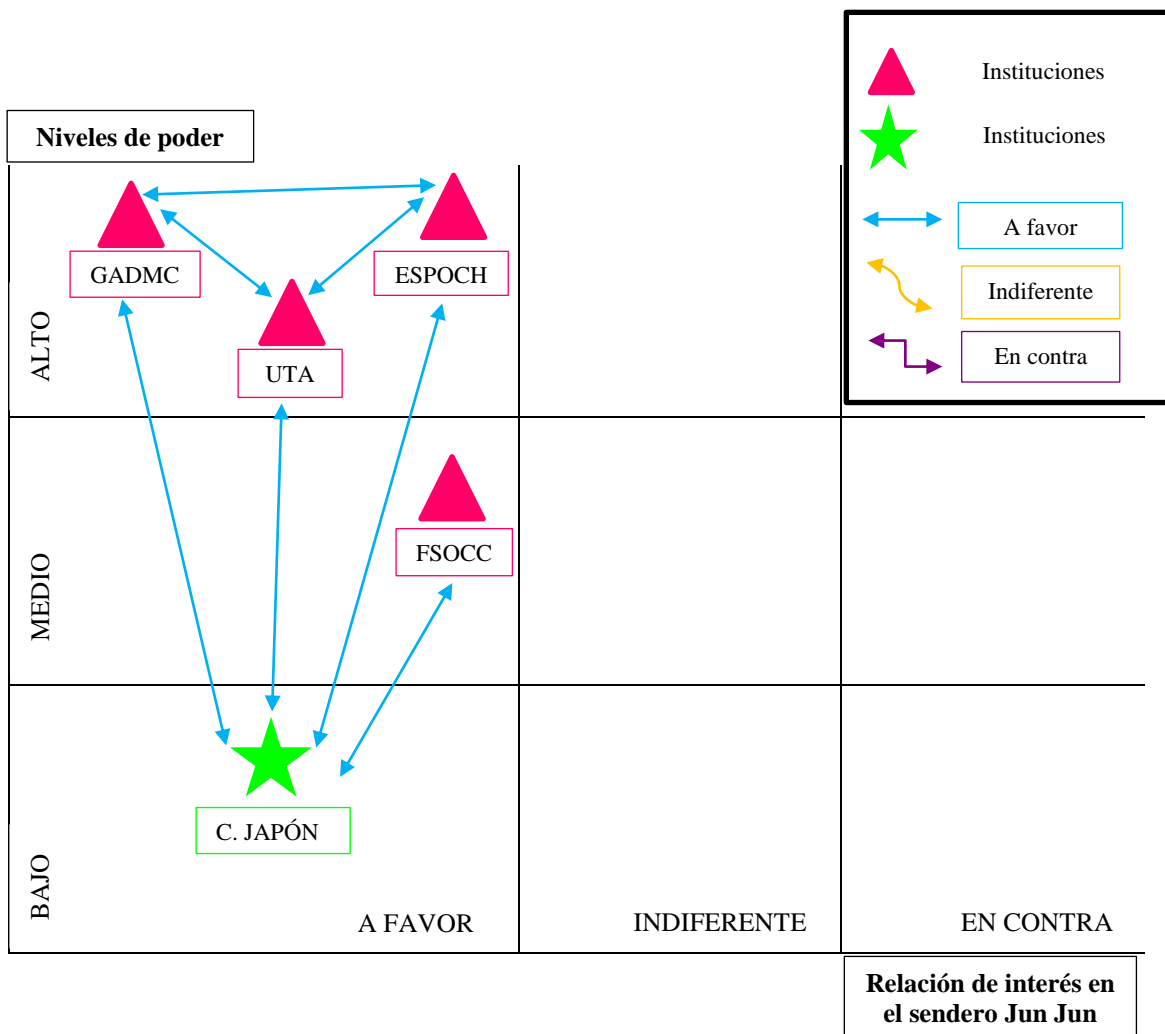 Instituciones
Instituciones
A favor
Indiferente
En contra
Niveles de poder
ALTO
GADMC
ESPOCH
UTA
MEDIO
FSOCC
BAJO
C. JAPÓN
A FAVOR
INDIFERENTE
EN CONTRA
Relación de interés en
el sendero Jun Jun